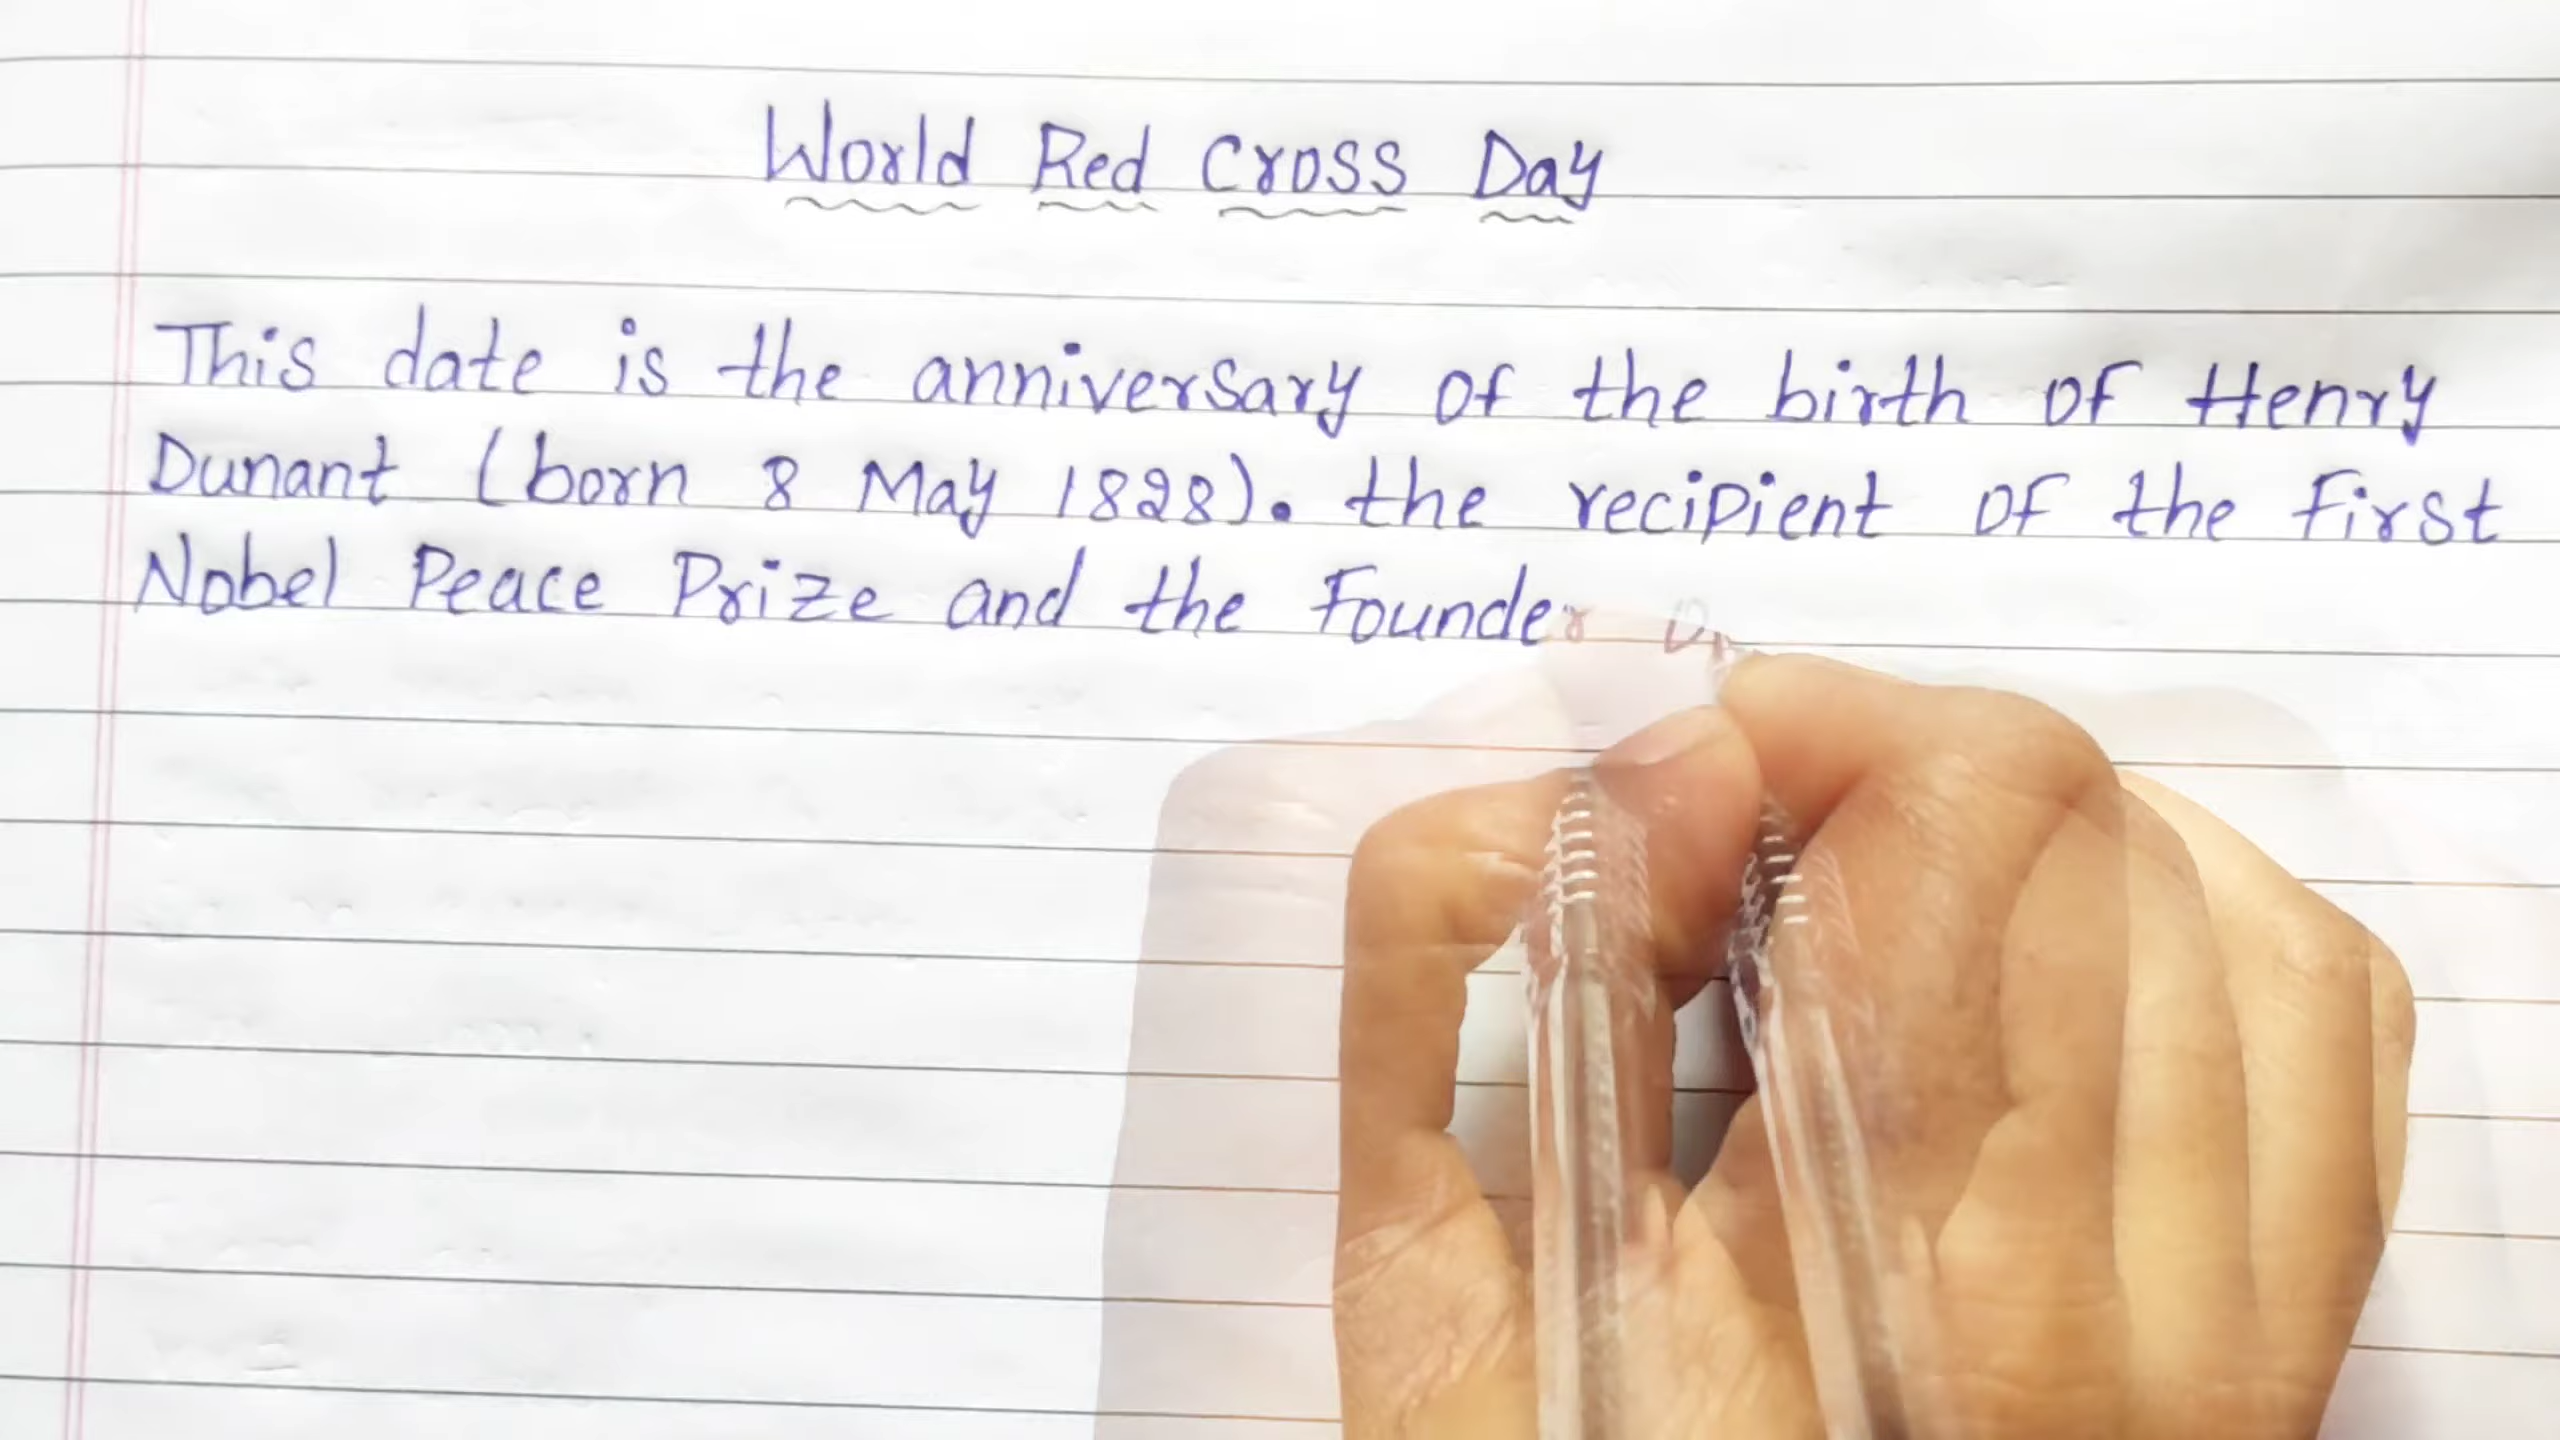 World Red Cross Day
This date is the anniversary of the birth of Henry
Dunant (born 8 May 1828). the recipient of the first
Nobel Peace Prize and the Founder